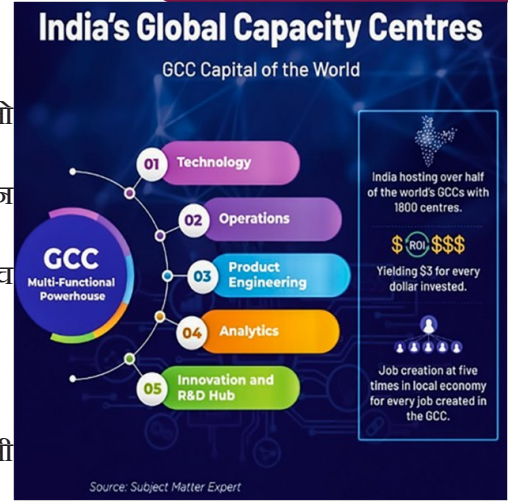 India's Global Capacity Centres
GCC Capital of the World
01 Technology
02 Operations
GCC
Multi-Functional
Powerhouse
03 Product
Engineering
04 Analytics
05 Innovation and
R&D Hub
India hosting over half
of the world's GCCs with
1800 centres.
$ ROI $$$
Yielding $3 for every
dollar invested.
Job creation at five
times in local economy
for every job created in
the GCC.
Source: Subject Matter Expert